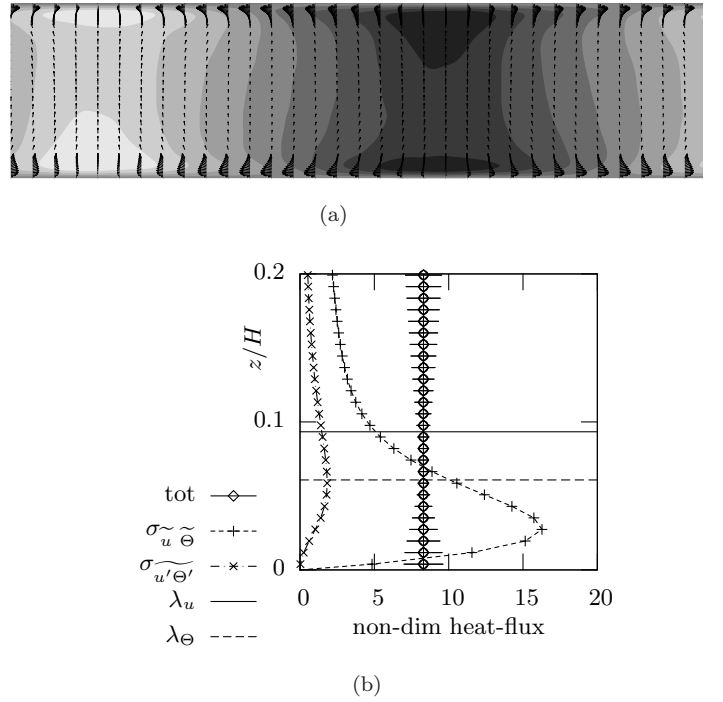 (a)
0.2
z/H
0.1
0
0 5 10 15 20
non-dim heat-flux
tot
σ_{ũ Θ̃}
σ_{\widetilde{u′Θ′}}
λ_u
λ_Θ
(b)